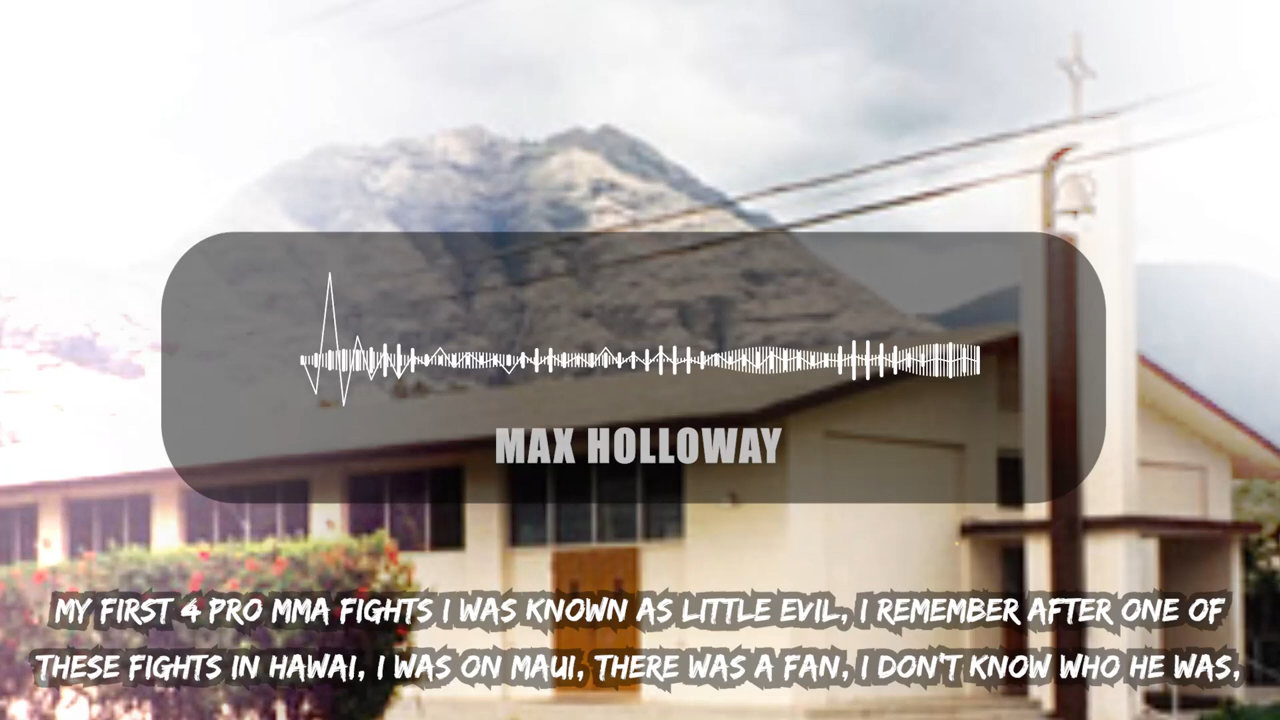 MAX HOLLOWAY
MY FIRST 4 PRO MMA FIGHTS I WAS KNOWN AS LITTLE EVIL, I REMEMBER AFTER ONE OF
THESE FIGHTS IN HAWAI, I WAS ON MAUI, THERE WAS A FAN, I DON'T KNOW WHO HE WAS,